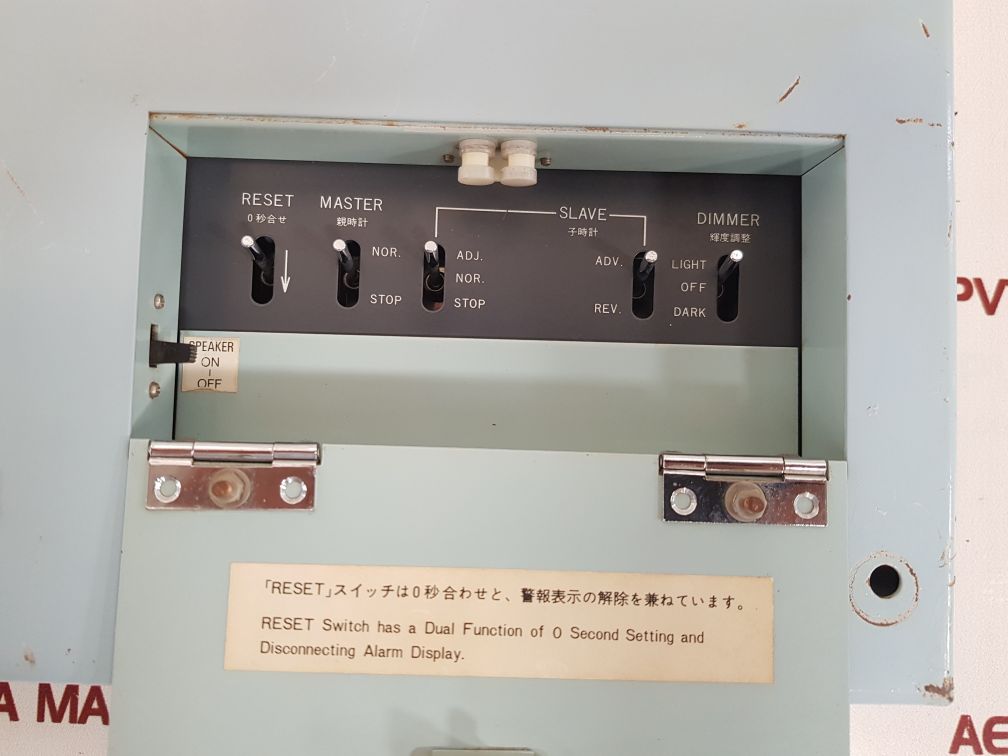 RESET
0秒合せ
MASTER
親時計
NOR.
STOP
SLAVE
子時計
ADJ.
NOR.
STOP
ADV.
REV.
DIMMER
輝度調整
LIGHT
OFF
DARK
SPEAKER
ON
OFF
「RESET」スイッチは0秒合わせと、警報表示の解除を兼ねています。
RESET Switch has a Dual Function of 0 Second Setting and
Disconnecting Alarm Display.
PV
A MA